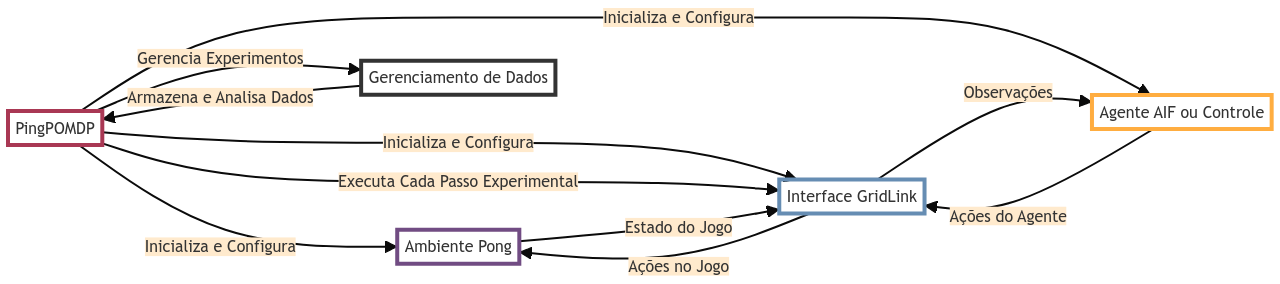 Inicializa e Configura
Gerencia Experimentos
Gerenciamento de Dados
Armazena e Analisa Dados
Observações
Agente AIF ou Controle
PingPOMDP
Inicializa e Configura
Executa Cada Passo Experimental
Interface GridLink
Ações do Agente
Estado do Jogo
Inicializa e Configura
Ambiente Pong
Ações no Jogo